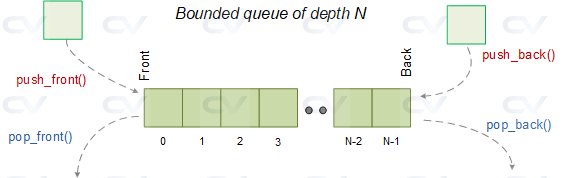 Bounded queue of depth N
push_front()
Front
Back
push_back()
pop_front()
pop_back()
0 1 2 3 N-2 N-1